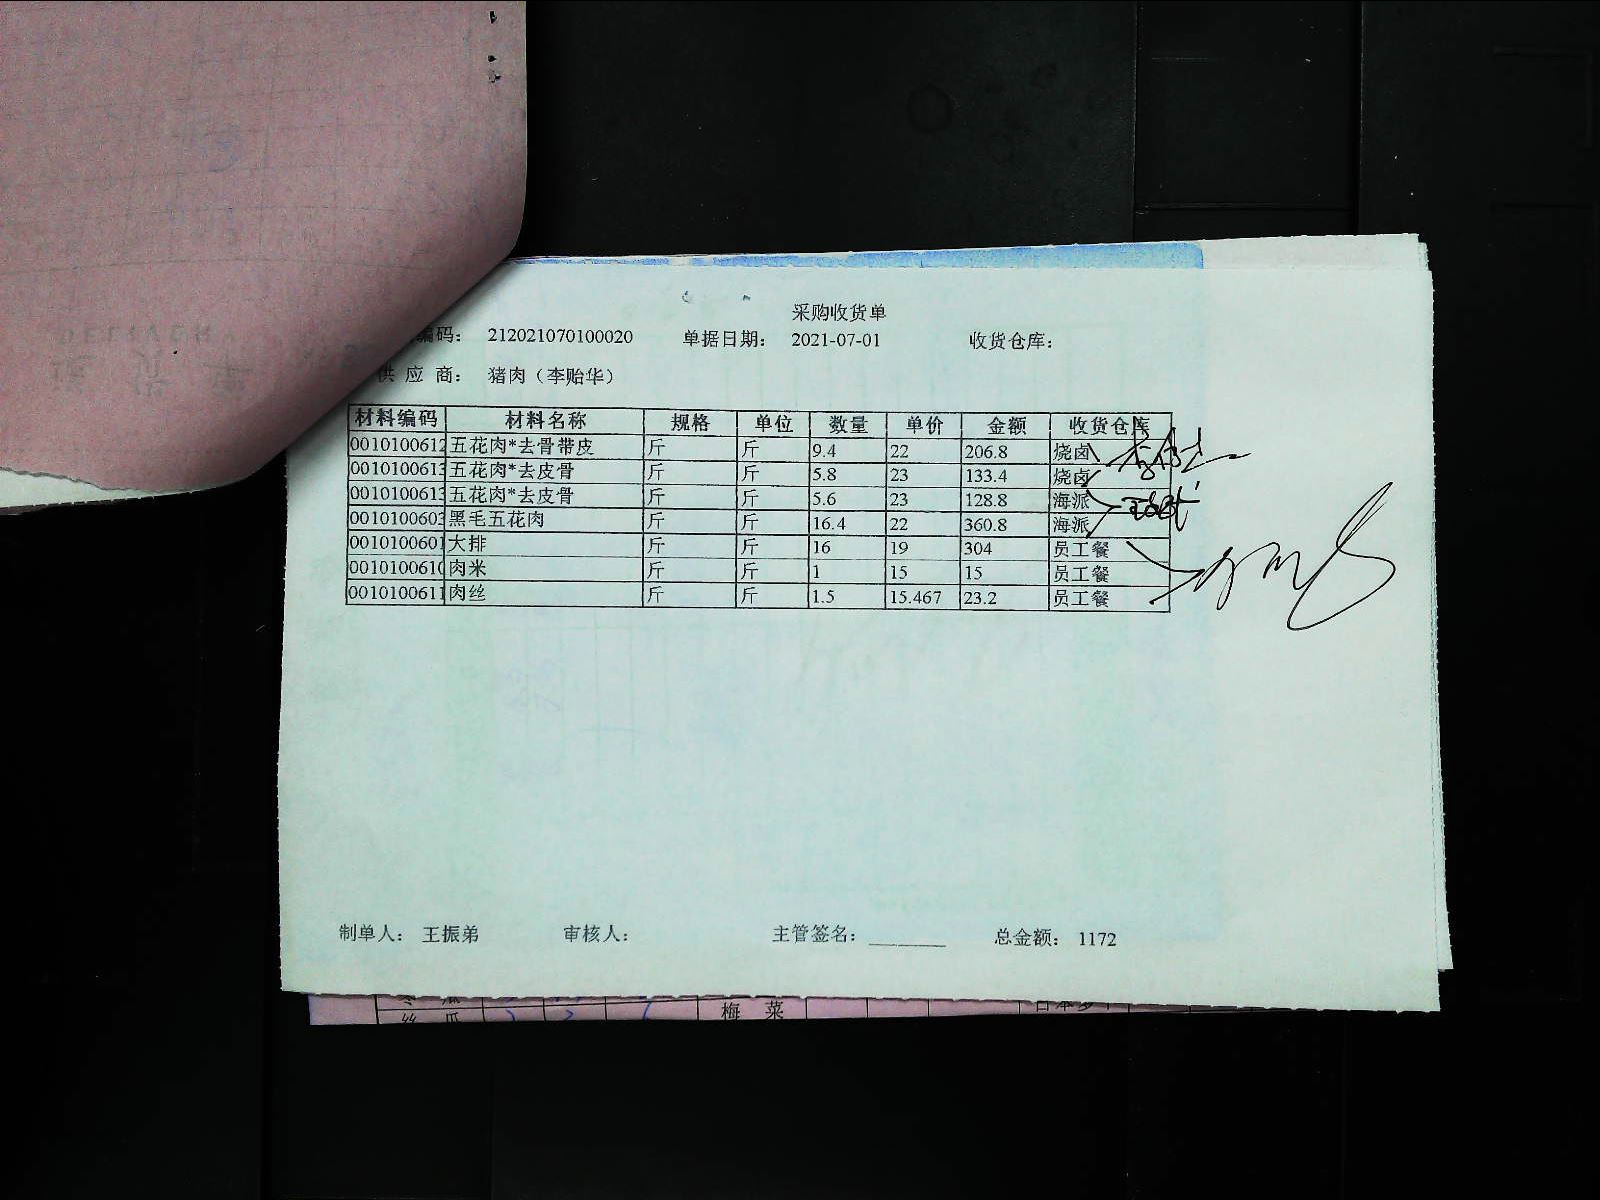 采购收货单
编码： 212021070100020 单据日期： 2021-07-01 收货仓库：
供 应 商： 猪肉（李贻华）
材料编码 材料名称 规格 单位 数量 单价 金额 收货仓库
0010100612 五花肉*去骨带皮 斤 斤 9.4 22 206.8 烧卤
0010100613 五花肉*去皮骨 斤 斤 5.8 23 133.4 烧卤
0010100613 五花肉*去皮骨 斤 斤 5.6 23 128.8 海派
0010100603 黑毛五花肉 斤 斤 16.4 22 360.8 海派
0010100601 大排 斤 斤 16 19 304 员工餐
0010100610 肉米 斤 斤 1 15 15 员工餐
0010100611 肉丝 斤 斤 1.5 15.467 23.2 员工餐
制单人： 王振弟 审核人： 主管签名： 总金额： 1172
丝 瓜 梅 菜